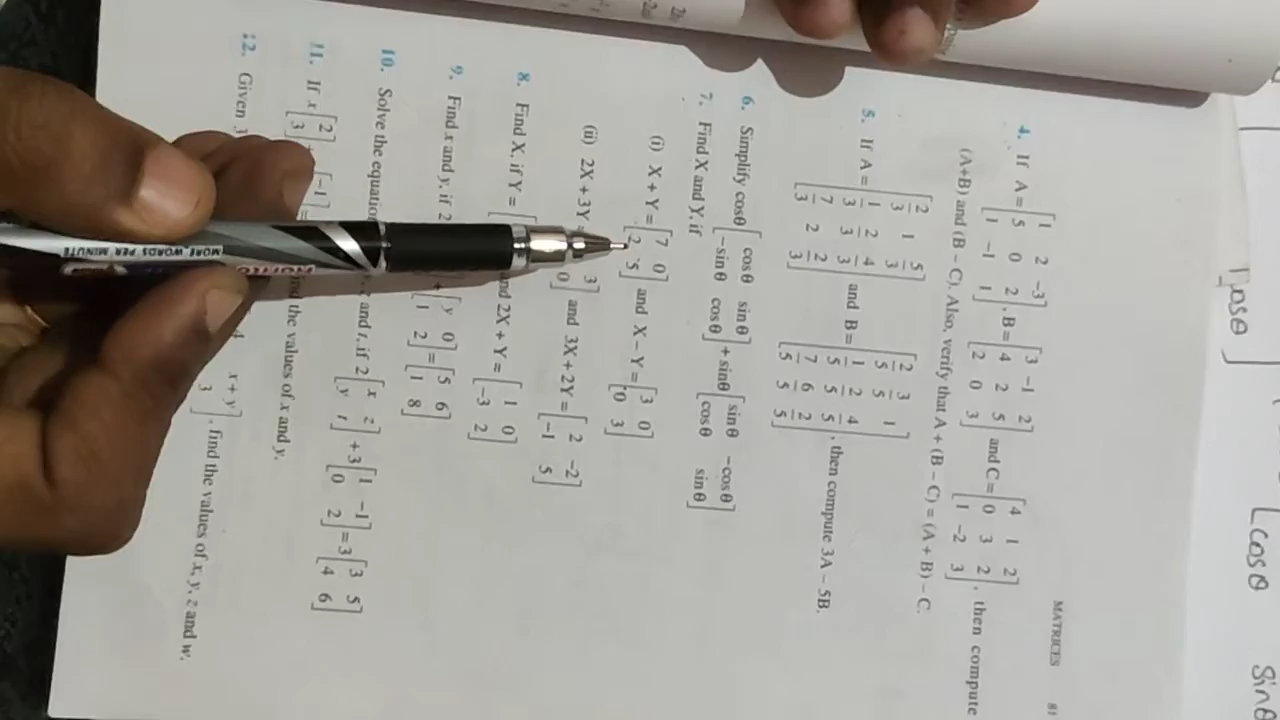 MATRICES 81
4. If A = [1 2 -3; 5 0 2; 1 -1 1], B = [3 -1 2; 4 2 5; 2 0 3] and C = [4 1 2; 0 3 2; 1 -2 3], then compute
(A+B) and (B – C). Also, verify that A + (B – C) = (A + B) – C.
5. If A = [2/3 1 5/3; 1/3 2/3 4/3; 7/3 2 2/3] and B = [2/5 3/5 1; 1/5 2/5 4/5; 7/5 6/5 2/5], then compute 3A – 5B.
6. Simplify cosθ [cosθ sinθ; -sinθ cosθ] + sinθ [sinθ -cosθ; cosθ sinθ]
7. Find X and Y, if
(i) X + Y = [7 0; 2 5] and X – Y = [3 0; 0 3]
(ii) 2X + 3Y 3 0] and 3X + 2Y = [2 -2; -1 5]
8. Find X, if Y = [ and 2X + Y = [1 0; -3 2]
9. Find x and y, if 2 + [y 0; 1 2] = [5 6; 1 8]
10. Solve the equation and t, if 2 [x z; y t] + 3 [1 -1; 0 2] = 3 [3 5; 4 6]
11. If x [2; 3] + [-1 = the values of x and y.
12. Given 3 4 x + y; 3], find the values of x, y, z and w.
MORE WORDS PER MINUTE
cosθ ]
[cosθ sinθ